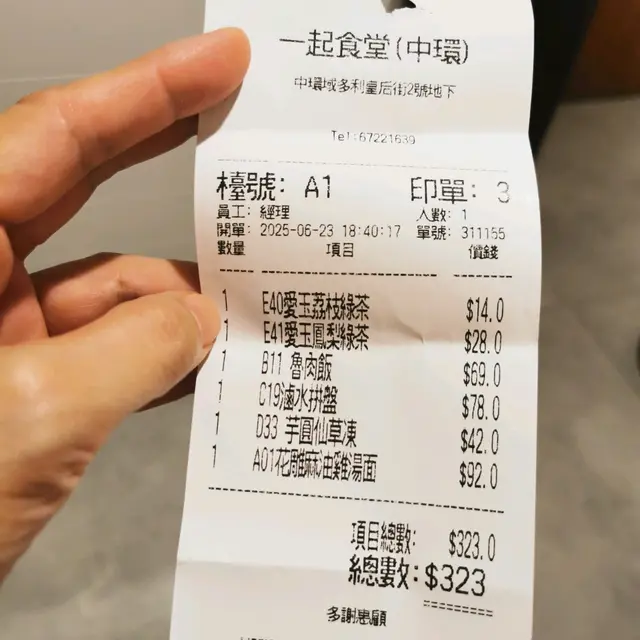 一起食堂(中環)
中環域多利皇后街2號地下
Tel:67221639
檯號: A1 印單: 3
員工: 經理 人數: 1
開單: 2025-06-23 18:40:17 單號: 311155
數量 項目 價錢
1 E40愛玉荔枝綠茶 $14.0
1 E41愛玉鳳梨綠茶 $28.0
1 B11 魯肉飯 $69.0
1 C19滷水拼盤 $78.0
1 D33 芋圓仙草凍 $42.0
1 A01花雕麻油雞湯面 $92.0
項目總數: $323.0
總數: $323
多謝惠顧